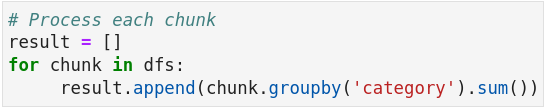 # Process each chunk
result = []
for chunk in dfs:
     result.append(chunk.groupby('category').sum())